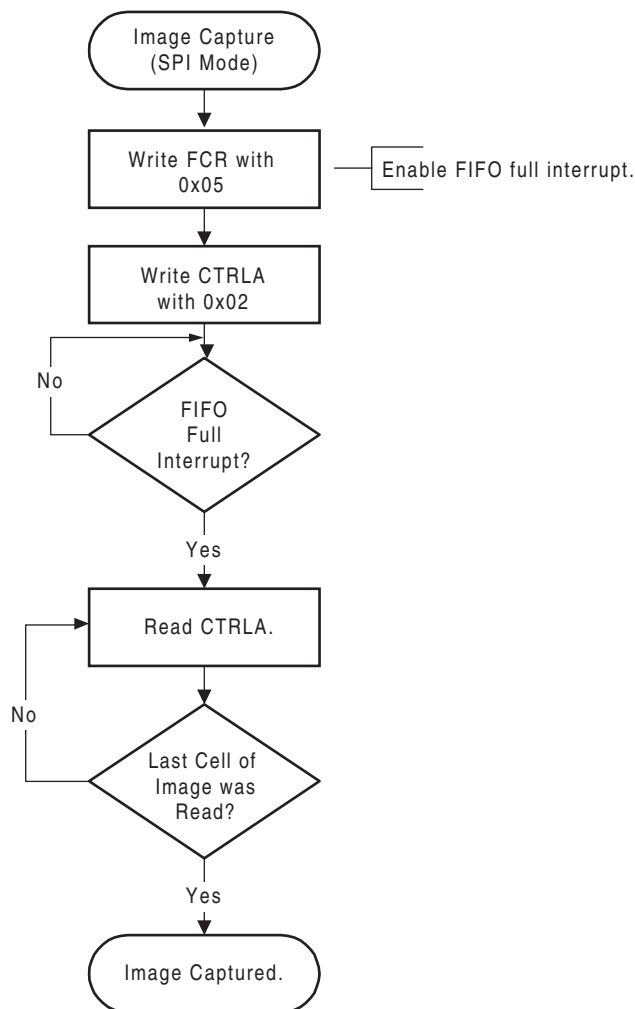 Image Capture
(SPI Mode)
Write FCR with
0x05
Enable FIFO full interrupt.
Write CTRLA
with 0x02
No
FIFO
Full
Interrupt?
Yes
Read CTRLA.
No
Last Cell of
Image was
Read?
Yes
Image Captured.